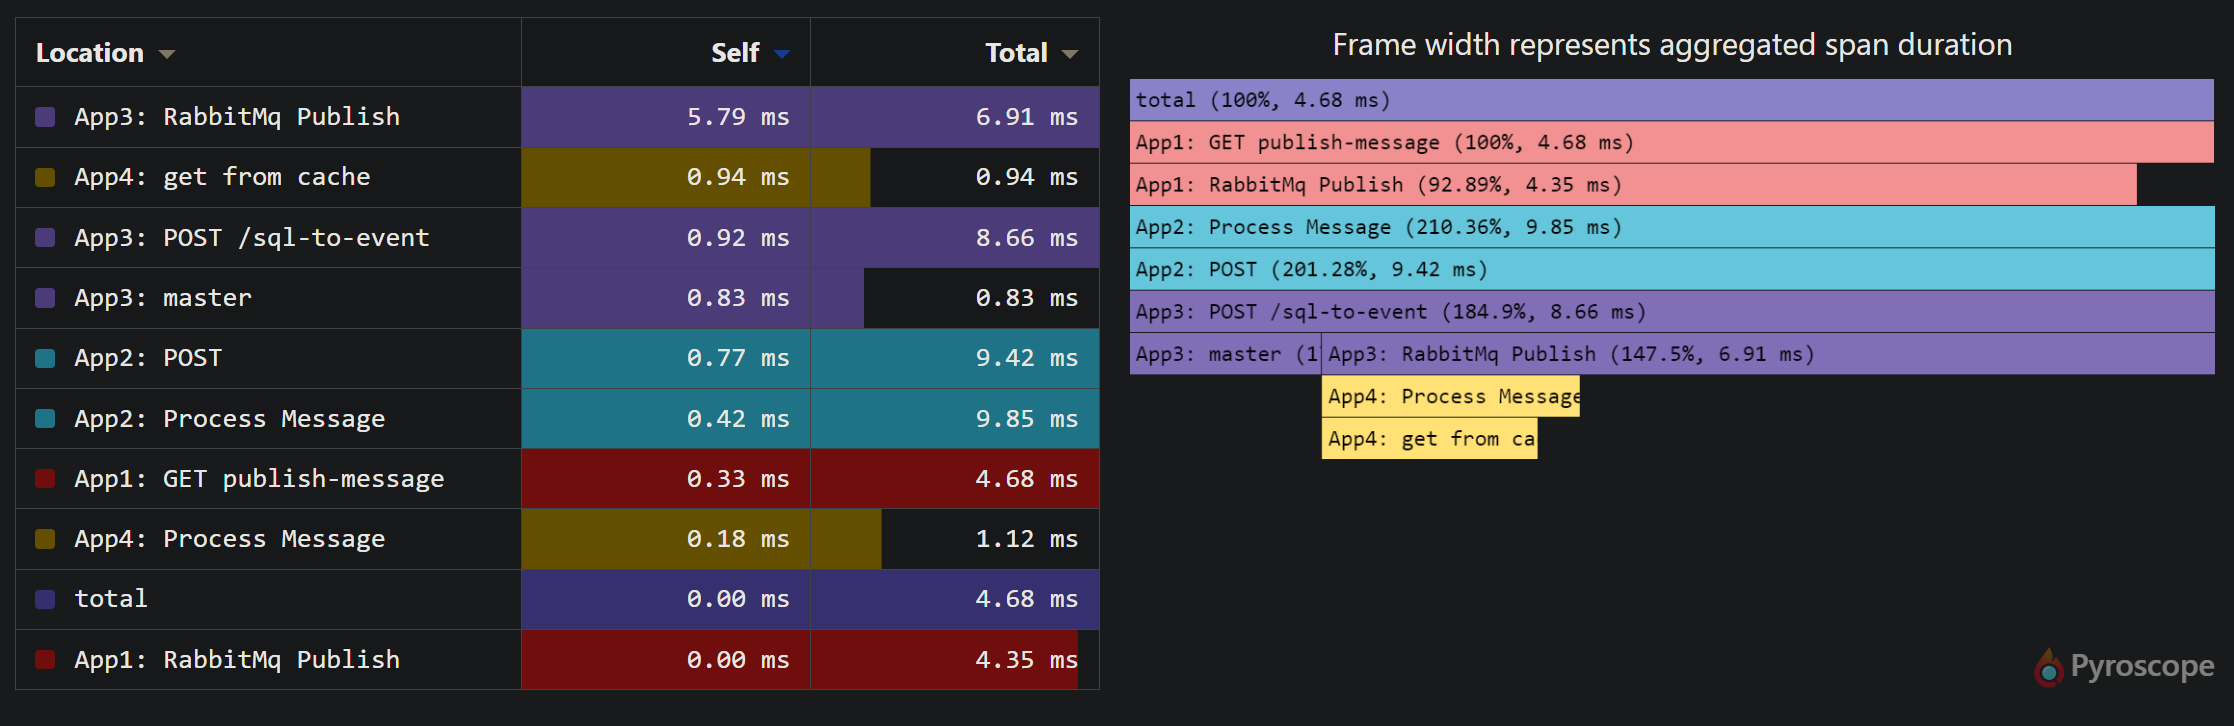 Location Self Total
App3: RabbitMq Publish 5.79 ms 6.91 ms
App4: get from cache 0.94 ms 0.94 ms
App3: POST /sql-to-event 0.92 ms 8.66 ms
App3: master 0.83 ms 0.83 ms
App2: POST 0.77 ms 9.42 ms
App2: Process Message 0.42 ms 9.85 ms
App1: GET publish-message 0.33 ms 4.68 ms
App4: Process Message 0.18 ms 1.12 ms
total 0.00 ms 4.68 ms
App1: RabbitMq Publish 0.00 ms 4.35 ms
Frame width represents aggregated span duration
total (100%, 4.68 ms)
App1: GET publish-message (100%, 4.68 ms)
App1: RabbitMq Publish (92.89%, 4.35 ms)
App2: Process Message (210.36%, 9.85 ms)
App2: POST (201.28%, 9.42 ms)
App3: POST /sql-to-event (184.9%, 8.66 ms)
App3: master (1 App3: RabbitMq Publish (147.5%, 6.91 ms)
App4: Process Message
App4: get from ca
Pyroscope